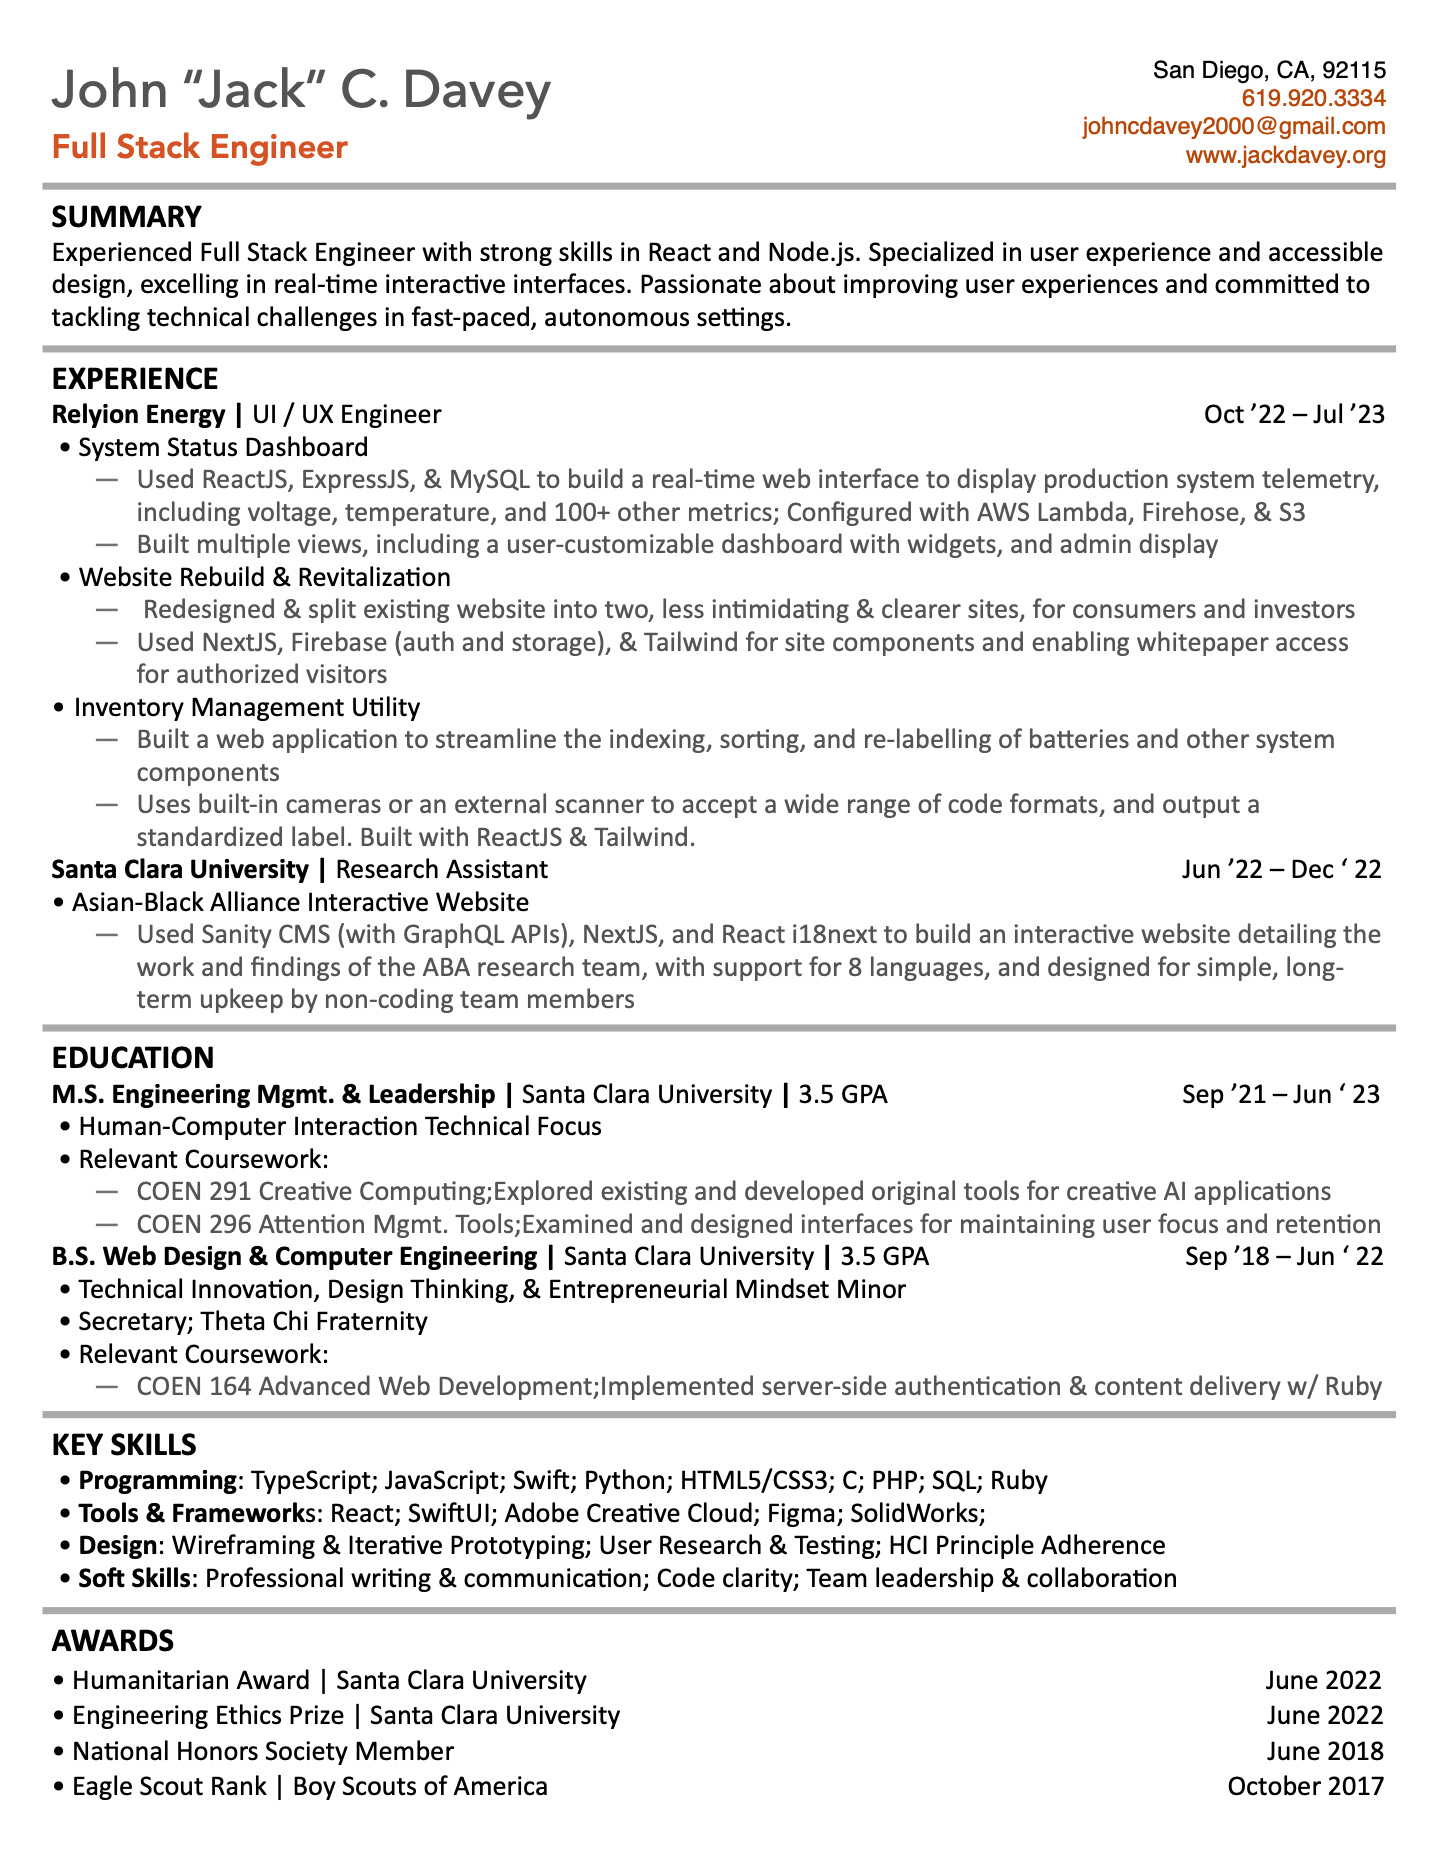 John “Jack” C. Davey
Full Stack Engineer
San Diego, CA, 92115
619.920.3334
johncdavey2000@gmail.com
www.jackdavey.org
SUMMARY
Experienced Full Stack Engineer with strong skills in React and Node.js. Specialized in user experience and accessible
design, excelling in real-time interactive interfaces. Passionate about improving user experiences and committed to
tackling technical challenges in fast-paced, autonomous settings.
EXPERIENCE
Relyion Energy | UI / UX Engineer Oct ’22 – Jul ’23
• System Status Dashboard
— Used ReactJS, ExpressJS, & MySQL to build a real-time web interface to display production system telemetry,
including voltage, temperature, and 100+ other metrics; Configured with AWS Lambda, Firehose, & S3
— Built multiple views, including a user-customizable dashboard with widgets, and admin display
• Website Rebuild & Revitalization
— Redesigned & split existing website into two, less intimidating & clearer sites, for consumers and investors
— Used NextJS, Firebase (auth and storage), & Tailwind for site components and enabling whitepaper access
for authorized visitors
• Inventory Management Utility
— Built a web application to streamline the indexing, sorting, and re-labelling of batteries and other system
components
— Uses built-in cameras or an external scanner to accept a wide range of code formats, and output a
standardized label. Built with ReactJS & Tailwind.
Santa Clara University | Research Assistant Jun ’22 – Dec ‘ 22
• Asian-Black Alliance Interactive Website
— Used Sanity CMS (with GraphQL APIs), NextJS, and React i18next to build an interactive website detailing the
work and findings of the ABA research team, with support for 8 languages, and designed for simple, long-
term upkeep by non-coding team members
EDUCATION
M.S. Engineering Mgmt. & Leadership | Santa Clara University | 3.5 GPA Sep ’21 – Jun ‘ 23
• Human-Computer Interaction Technical Focus
• Relevant Coursework:
— COEN 291 Creative Computing;Explored existing and developed original tools for creative AI applications
— COEN 296 Attention Mgmt. Tools;Examined and designed interfaces for maintaining user focus and retention
B.S. Web Design & Computer Engineering | Santa Clara University | 3.5 GPA Sep ’18 – Jun ‘ 22
• Technical Innovation, Design Thinking, & Entrepreneurial Mindset Minor
• Secretary; Theta Chi Fraternity
• Relevant Coursework:
— COEN 164 Advanced Web Development;Implemented server-side authentication & content delivery w/ Ruby
KEY SKILLS
• Programming: TypeScript; JavaScript; Swift; Python; HTML5/CSS3; C; PHP; SQL; Ruby
• Tools & Frameworks: React; SwiftUI; Adobe Creative Cloud; Figma; SolidWorks;
• Design: Wireframing & Iterative Prototyping; User Research & Testing; HCI Principle Adherence
• Soft Skills: Professional writing & communication; Code clarity; Team leadership & collaboration
AWARDS
• Humanitarian Award | Santa Clara University June 2022
• Engineering Ethics Prize | Santa Clara University June 2022
• National Honors Society Member June 2018
• Eagle Scout Rank | Boy Scouts of America October 2017